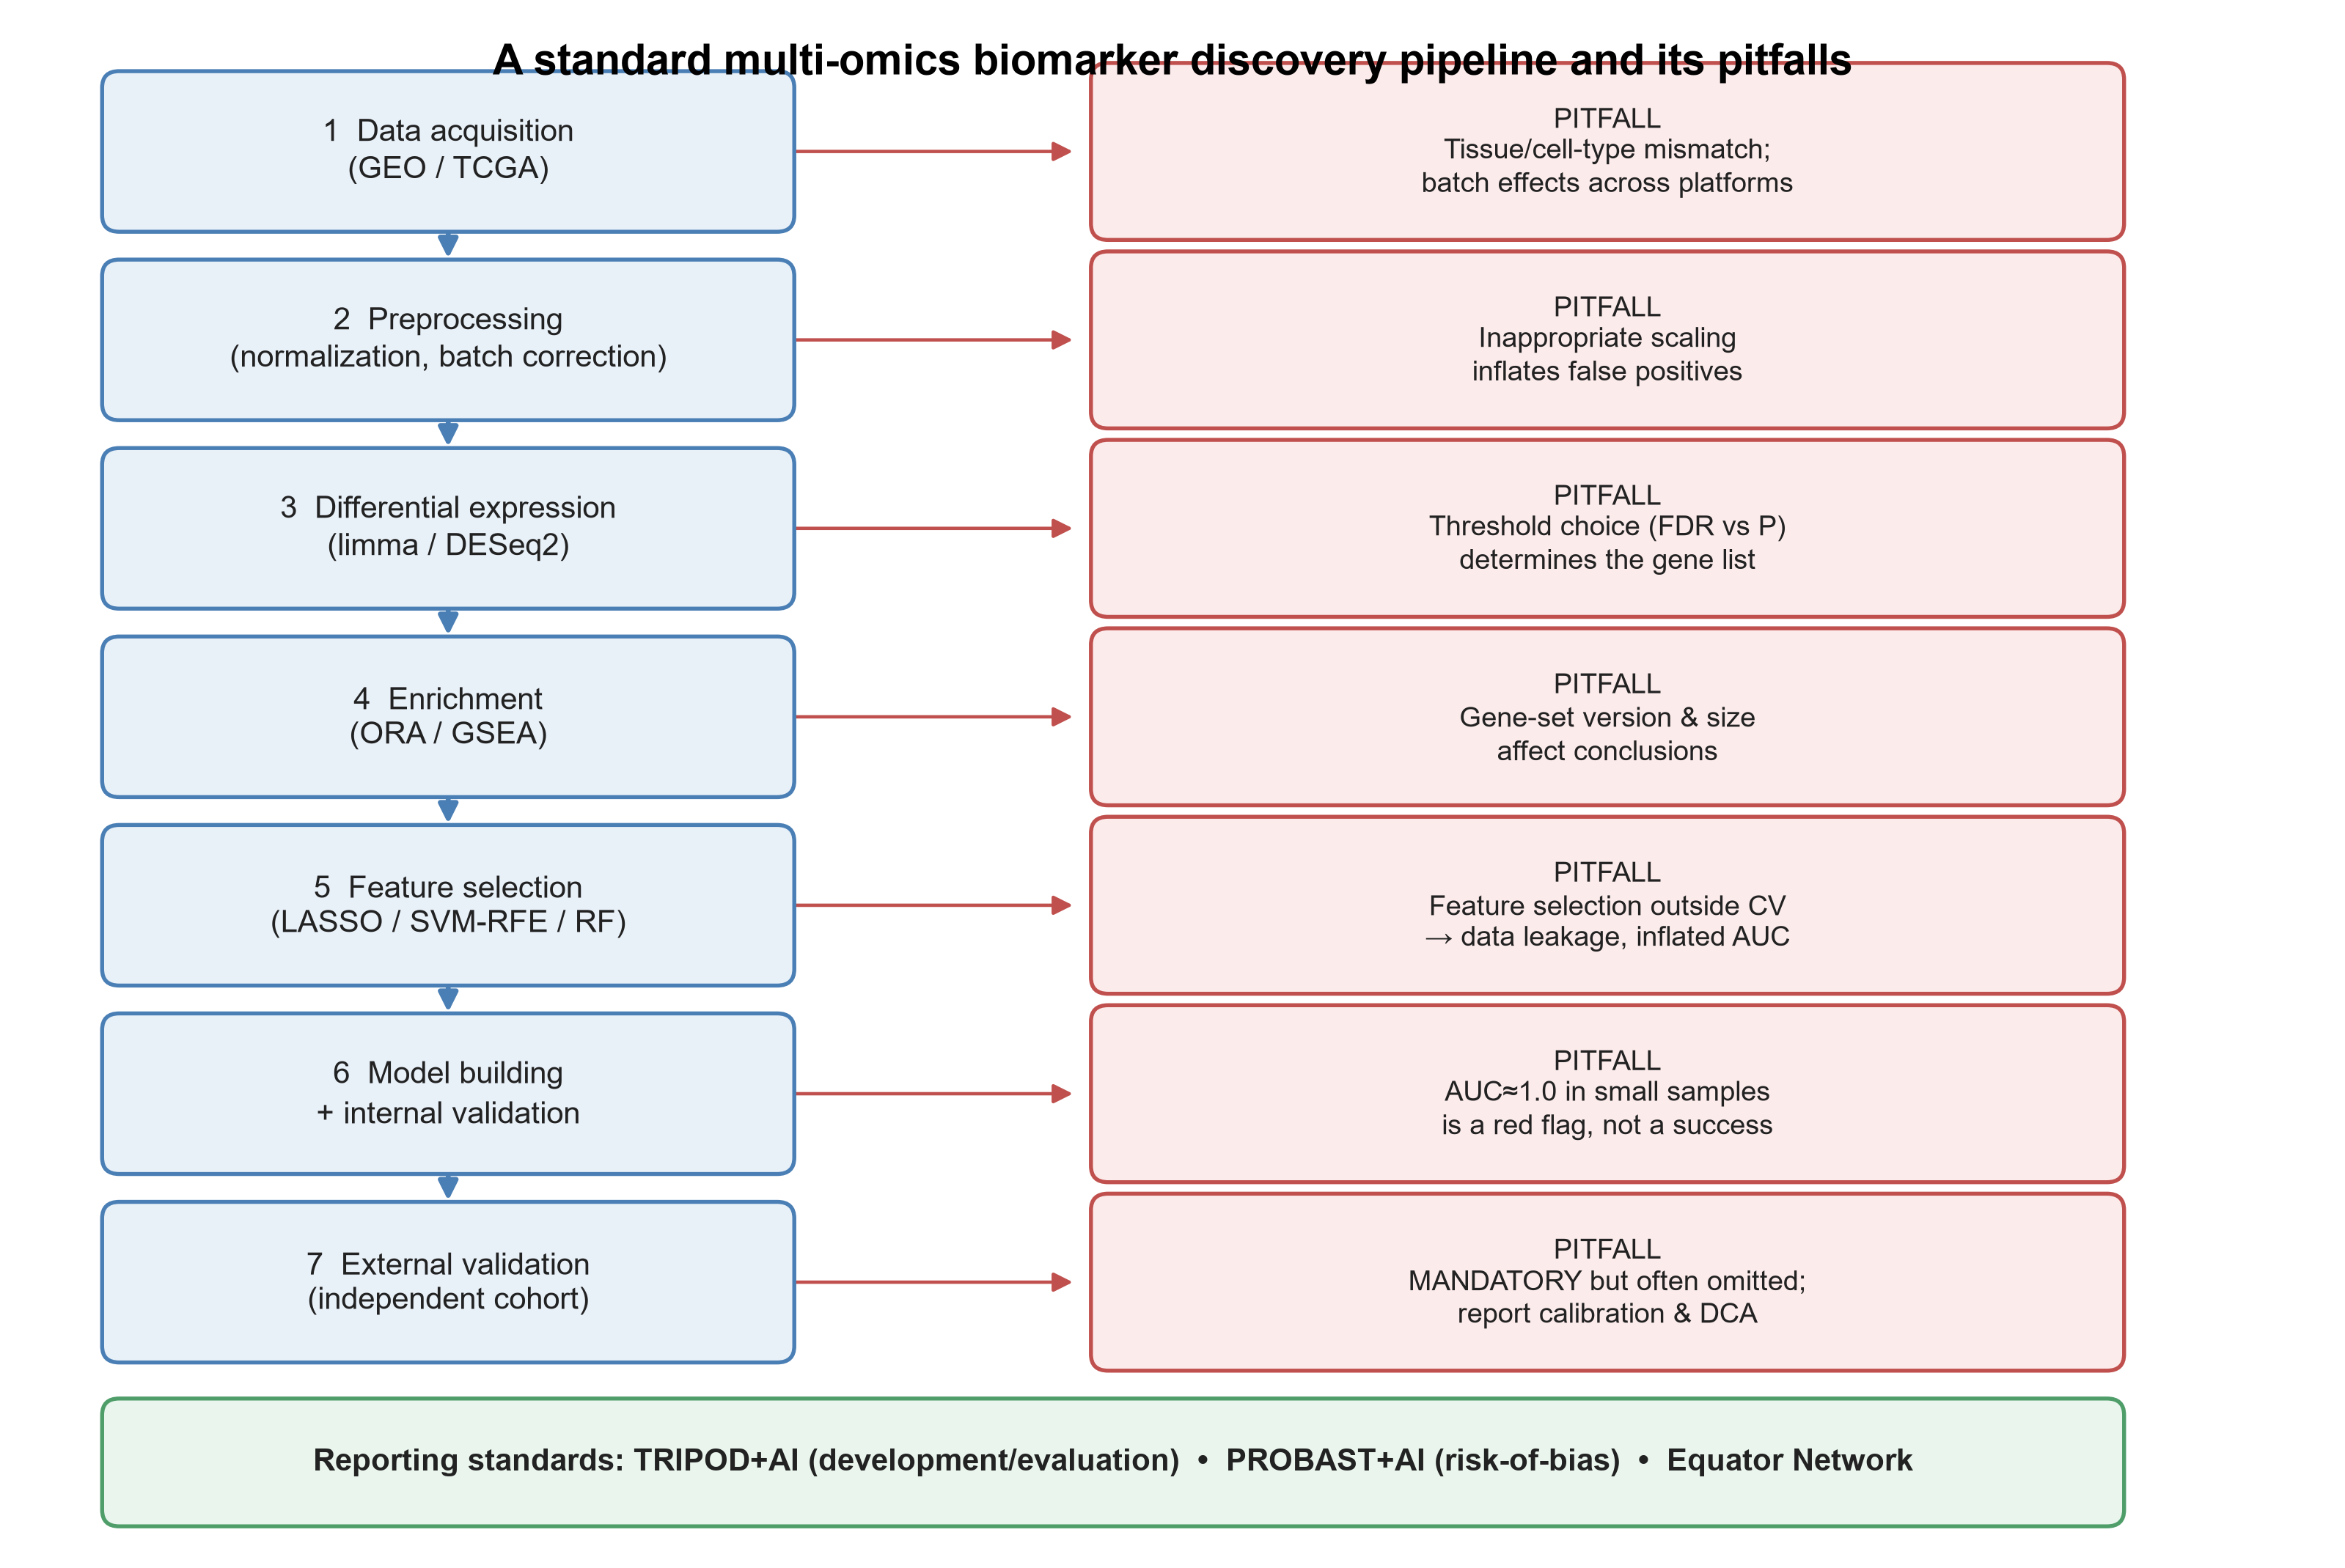 A standard multi-omics biomarker discovery pipeline and its pitfalls
1 Data acquisition
(GEO / TCGA)
PITFALL
Tissue/cell-type mismatch;
batch effects across platforms
2 Preprocessing
(normalization, batch correction)
PITFALL
Inappropriate scaling
inflates false positives
3 Differential expression
(limma / DESeq2)
PITFALL
Threshold choice (FDR vs P)
determines the gene list
4 Enrichment
(ORA / GSEA)
PITFALL
Gene-set version & size
affect conclusions
5 Feature selection
(LASSO / SVM-RFE / RF)
PITFALL
Feature selection outside CV
→ data leakage, inflated AUC
6 Model building
+ internal validation
PITFALL
AUC≈1.0 in small samples
is a red flag, not a success
7 External validation
(independent cohort)
PITFALL
MANDATORY but often omitted;
report calibration & DCA
Reporting standards: TRIPOD+AI (development/evaluation) • PROBAST+AI (risk-of-bias) • Equator Network